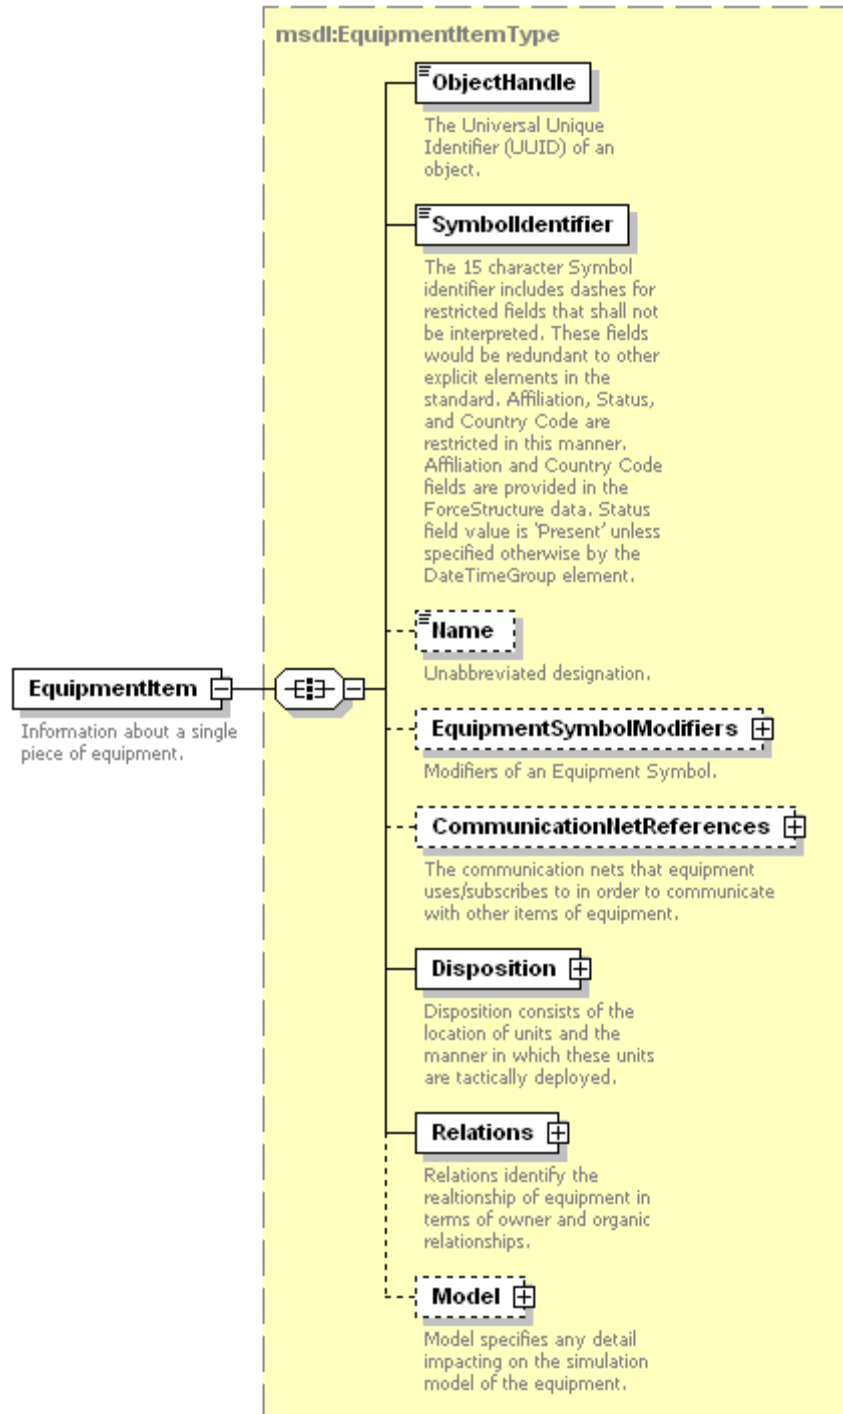 msdl:EquipmentItemType
ObjectHandle
The Universal Unique
Identifier (UUID) of an
object.
SymbolIdentifier
The 15 character Symbol
identifier includes dashes for
restricted fields that shall not
be interpreted. These fields
would be redundant to other
explicit elements in the
standard. Affiliation, Status,
and Country Code are
restricted in this manner.
Affiliation and Country Code
fields are provided in the
ForceStructure data. Status
field value is 'Present' unless
specified otherwise by the
DateTimeGroup element.
Name
Unabbreviated designation.
EquipmentItem
Information about a single
piece of equipment.
EquipmentSymbolModifiers
Modifiers of an Equipment Symbol.
CommunicationNetReferences
The communication nets that equipment
uses/subscribes to in order to communicate
with other items of equipment.
Disposition
Disposition consists of the
location of units and the
manner in which these units
are tactically deployed.
Relations
Relations identify the
realtionship of equipment in
terms of owner and organic
relationships.
Model
Model specifies any detail
impacting on the simulation
model of the equipment.